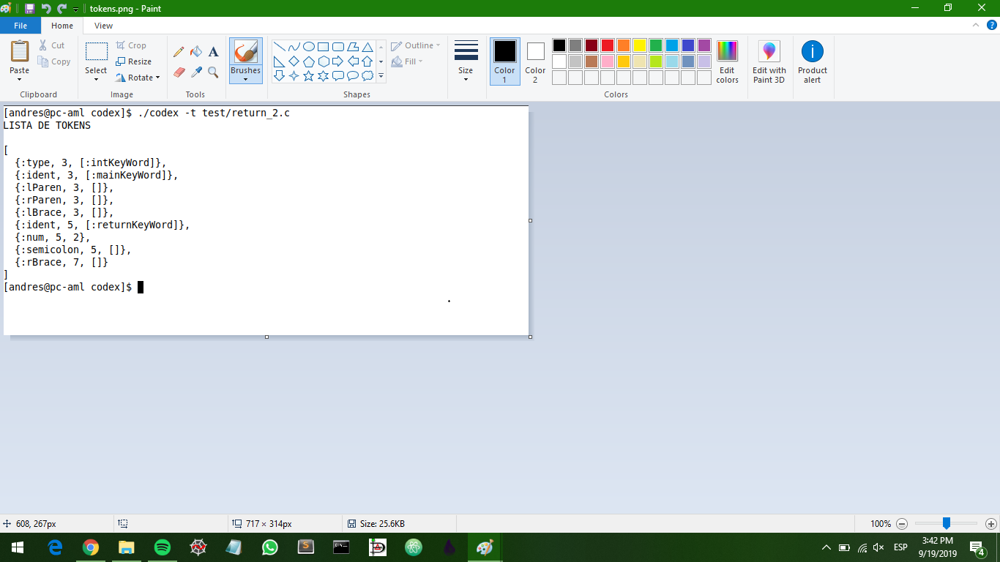 tokens.png - Paint
File Home View
Paste
Cut
Copy
Clipboard
Select
Crop
Resize
Rotate
Image
A
Tools
Brushes
Outline
Fill
Shapes
Size
Color 1
Color 2
Edit colors
Colors
Edit with Paint 3D
Product alert
[andres@pc-aml codex]$ ./codex -t test/return_2.c
LISTA DE TOKENS
[
{:type, 3, [:intKeyWord]},
{:ident, 3, [:mainKeyWord]},
{:lParen, 3, []},
{:rParen, 3, []},
{:lBrace, 3, []},
{:ident, 5, [:returnKeyWord]},
{:num, 5, 2},
{:semicolon, 5, []},
{:rBrace, 7, []}
]
[andres@pc-aml codex]$
608, 267px
717 × 314px
Size: 25.6KB
100%
ESP
3:42 PM
9/19/2019
4